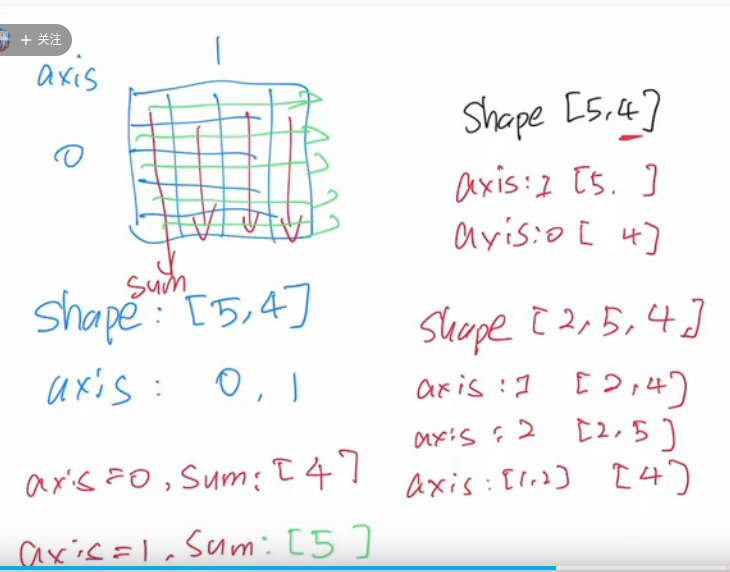 + 关注
axis
1
0
sum
shape: [5,4]
axis: 0, 1
axis=0, Sum: [4]
axis=1, Sum: [5 ]
Shape [5,4]
axis:1 [5. ]
axis:0 [ 4]
shape [2,5,4]
axis:1 [2,4]
axis:2 [2,5]
axis:[1,2] [4]